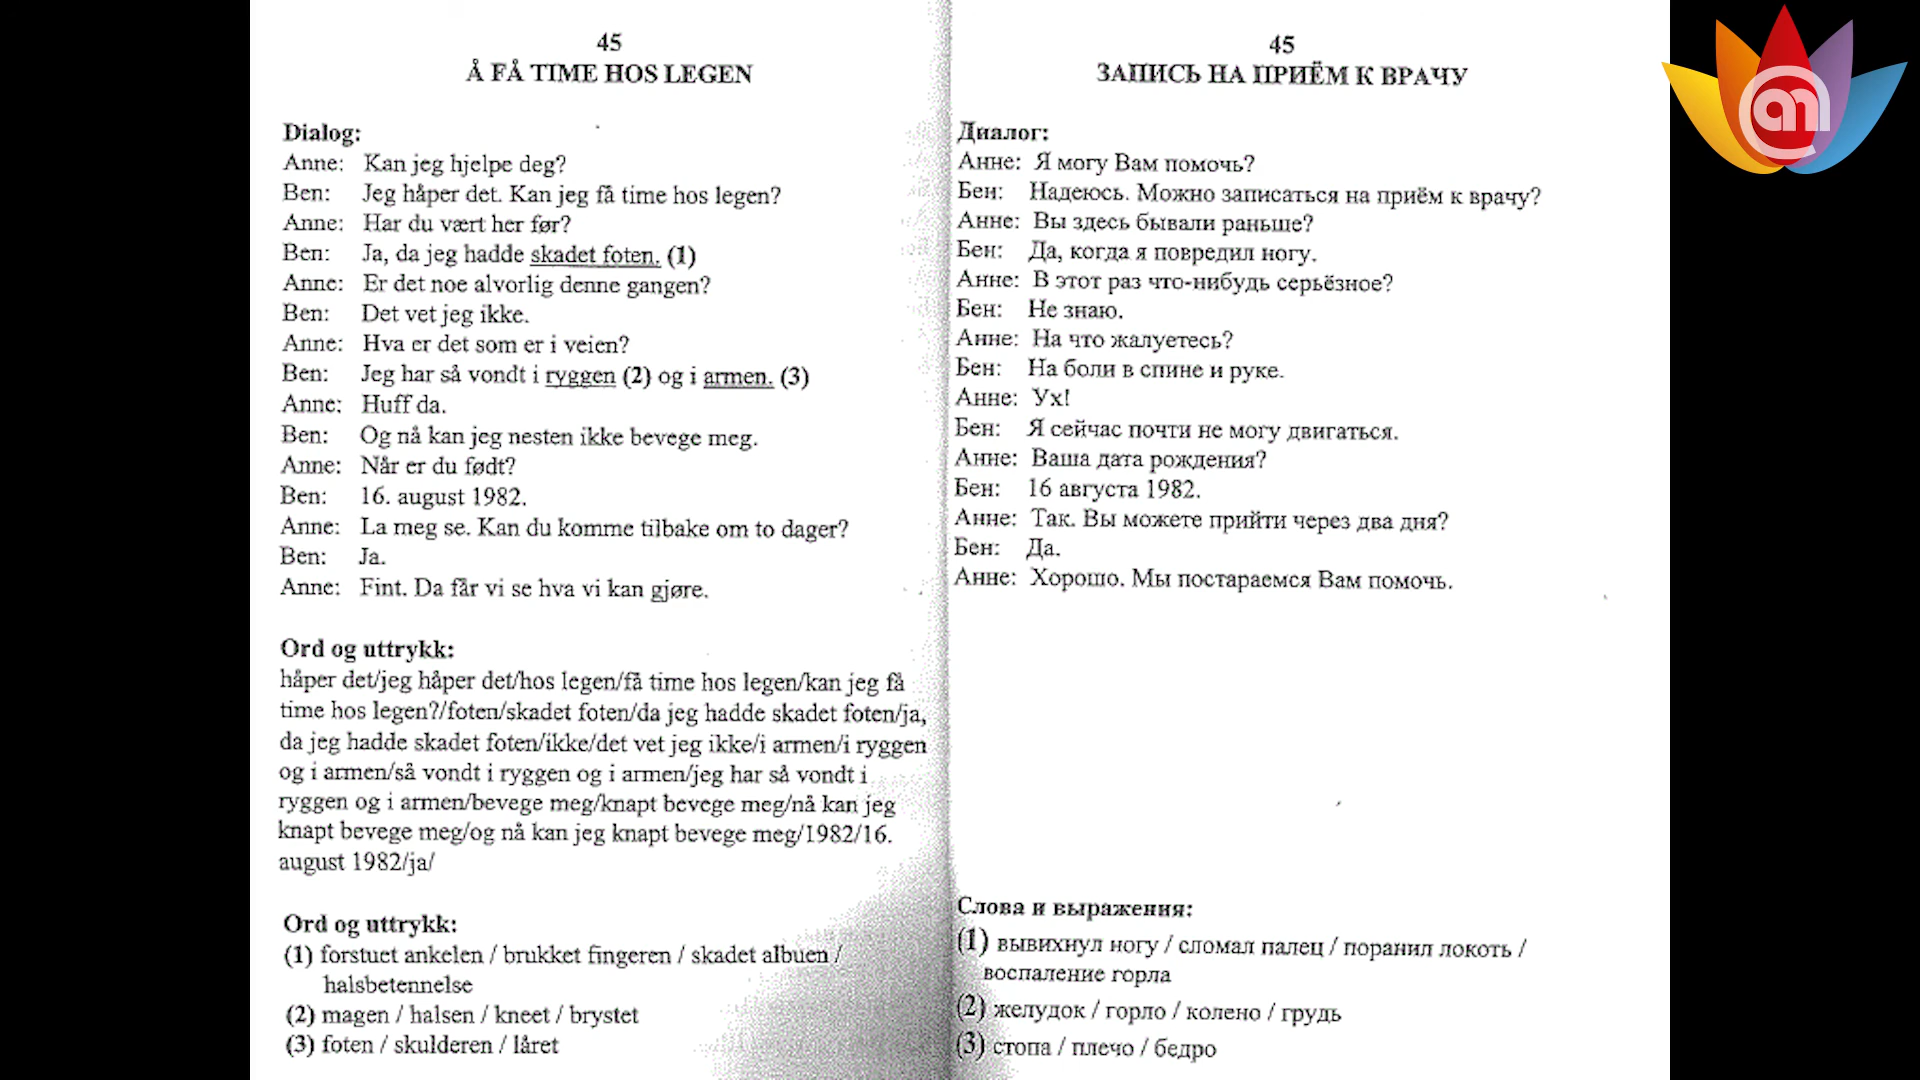 45
Å FÅ TIME HOS LEGEN
Dialog:
Anne: Kan jeg hjelpe deg?
Ben: Jeg håper det. Kan jeg få time hos legen?
Anne: Har du vært her før?
Ben: Ja, da jeg hadde skadet foten. (1)
Anne: Er det noe alvorlig denne gangen?
Ben: Det vet jeg ikke.
Anne: Hva er det som er i veien?
Ben: Jeg har så vondt i ryggen (2) og i armen. (3)
Anne: Huff da.
Ben: Og nå kan jeg nesten ikke bevege meg.
Anne: Når er du født?
Ben: 16. august 1982.
Anne: La meg se. Kan du komme tilbake om to dager?
Ben: Ja.
Anne: Fint. Da får vi se hva vi kan gjøre.
Ord og uttrykk:
håper det/jeg håper det/hos legen/få time hos legen/kan jeg få
time hos legen?/foten/skadet foten/da jeg hadde skadet foten/ja,
da jeg hadde skadet foten/ikke/det vet jeg ikke/i armen/i ryggen
og i armen/så vondt i ryggen og i armen/jeg har så vondt i
ryggen og i armen/bevege meg/knapt bevege meg/nå kan jeg
knapt bevege meg/og nå kan jeg knapt bevege meg/1982/16.
august 1982/ja/
Ord og uttrykk:
(1) forstuet ankelen / brukket fingeren / skadet albuen /
halsbetennelse
(2) magen / halsen / kneet / brystet
(3) foten / skulderen / låret
45
ЗАПИСЬ НА ПРИЁМ К ВРАЧУ
Диалог:
Анне: Я могу Вам помочь?
Бен: Надеюсь. Можно записаться на приём к врачу?
Анне: Вы здесь бывали раньше?
Бен: Да, когда я повредил ногу.
Анне: В этот раз что-нибудь серьёзное?
Бен: Не знаю.
Анне: На что жалуетесь?
Бен: На боли в спине и руке.
Анне: Ух!
Бен: Я сейчас почти не могу двигаться.
Анне: Ваша дата рождения?
Бен: 16 августа 1982.
Анне: Так. Вы можете прийти через два дня?
Бен: Да.
Анне: Хорошо. Мы постараемся Вам помочь.
Слова и выражения:
(1) вывихнул ногу / сломал палец / поранил локоть /
воспаление горла
(2) желудок / горло / колено / грудь
(3) стопа / плечо / бедро